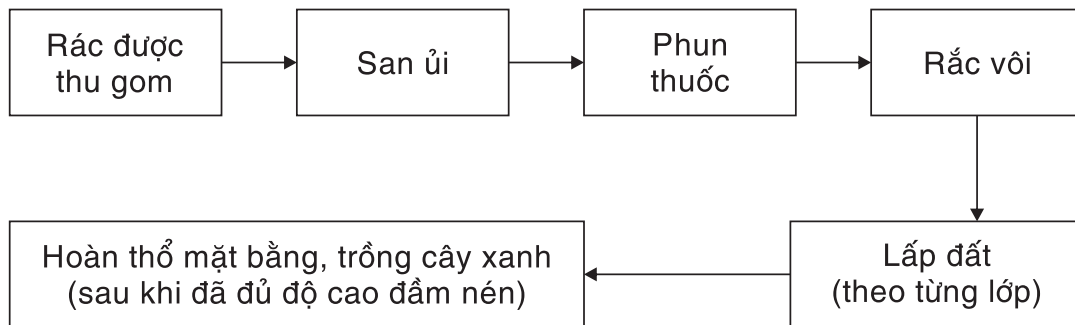 Rác được
thu gom
San ủi
Phun
thuốc
Rắc vôi
Lấp đất
(theo từng lớp)
Hoàn thổ mặt bằng, trồng cây xanh
(sau khi đã đủ độ cao đầm nén)